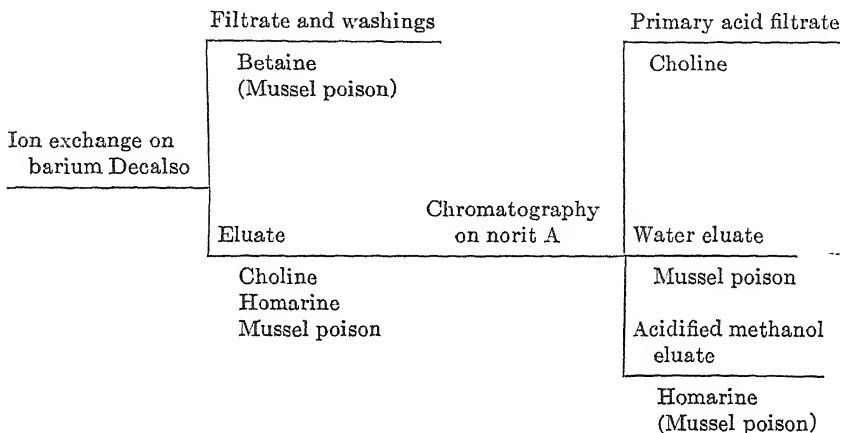 Filtrate and washings
Betaine
(Mussel poison)
Ion exchange on
barium Decalso
Eluate
Choline
Homarine
Mussel poison
Chromatography
on norit A
Primary acid filtrate
Choline
Water eluate
Mussel poison
Acidified methanol
eluate
Homarine
(Mussel poison)